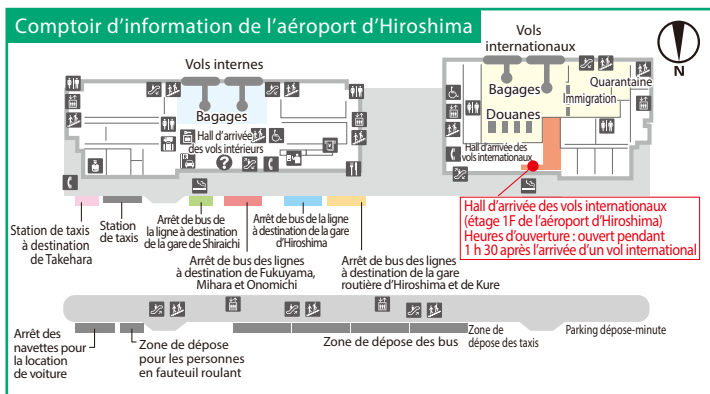 Comptoir d’information de l’aéroport d’Hiroshima
Vols internes
Bagages
Hall d’arrivée
des vols intérieurs
?
Vols
internationaux
Bagages
Quarantaine
Immigration
Douanes
Hall d’arrivée des
vols internationaux
N
Hall d’arrivée des vols internationaux
(étage 1F de l’aéroport d’Hiroshima)
Heures d’ouverture : ouvert pendant
1 h 30 après l’arrivée d’un vol international
Station de taxis
à destination
de Takehara
Station
de taxis
Arrêt de bus de
la ligne à destination
de la gare de Shiraichi
Arrêt de bus de la ligne
à destination de la gare
d’Hiroshima
Arrêt de bus des lignes
à destination de Fukuyama,
Mihara et Onomichi
Arrêt de bus des lignes
à destination de la gare
routière d’Hiroshima et de Kure
Arrêt des
navettes pour
la location
de voiture
Zone de dépose
pour les personnes
en fauteuil roulant
Zone de dépose des bus
Zone de
dépose des taxis
Parking dépose-minute